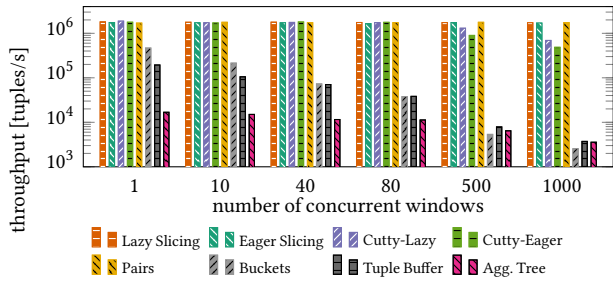 throughput [tuples/s]
10^6
10^5
10^4
10^3
1 10 40 80 500 1000
number of concurrent windows
Lazy Slicing Eager Slicing Cutty-Lazy Cutty-Eager
Pairs Buckets Tuple Buffer Agg. Tree